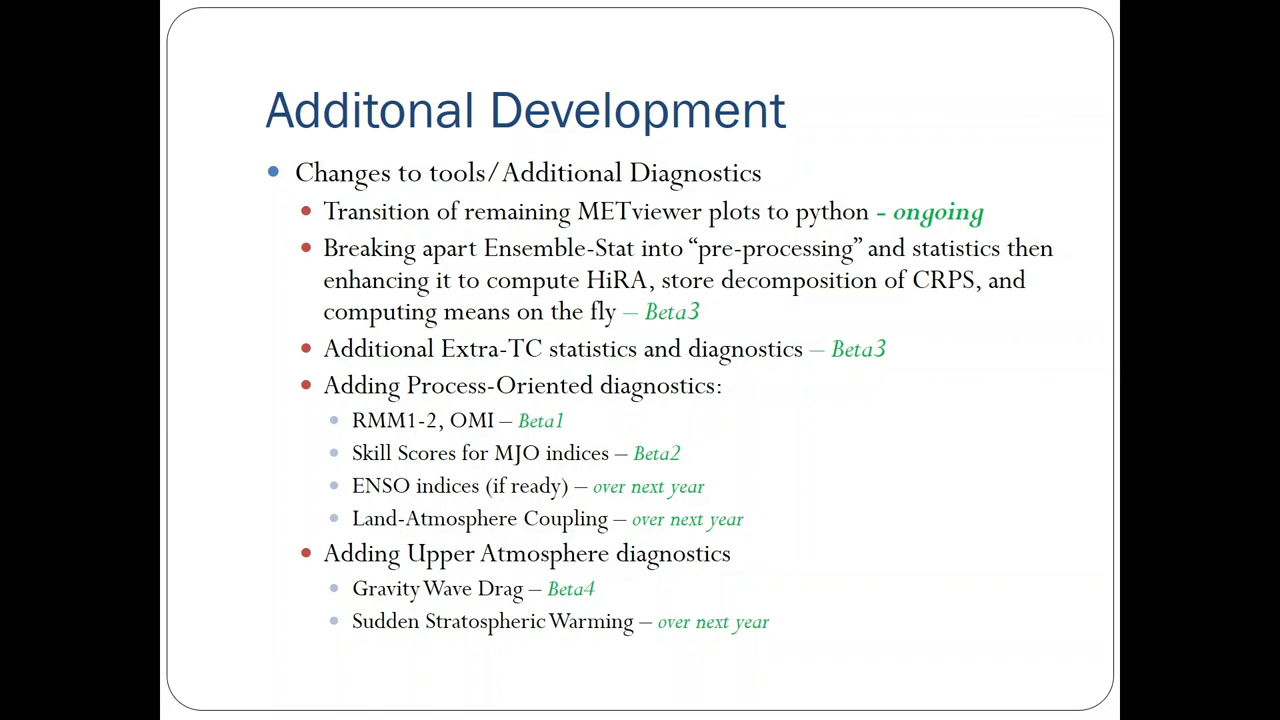 Additonal Development
Changes to tools/Additional Diagnostics
Transition of remaining METviewer plots to python - ongoing
Breaking apart Ensemble-Stat into “pre-processing” and statistics then
enhancing it to compute HiRA, store decomposition of CRPS, and
computing means on the fly – Beta3
Additional Extra-TC statistics and diagnostics – Beta3
Adding Process-Oriented diagnostics:
RMM1-2, OMI – Beta1
Skill Scores for MJO indices – Beta2
ENSO indices (if ready) – over next year
Land-Atmosphere Coupling – over next year
Adding Upper Atmosphere diagnostics
Gravity Wave Drag – Beta4
Sudden Stratospheric Warming – over next year